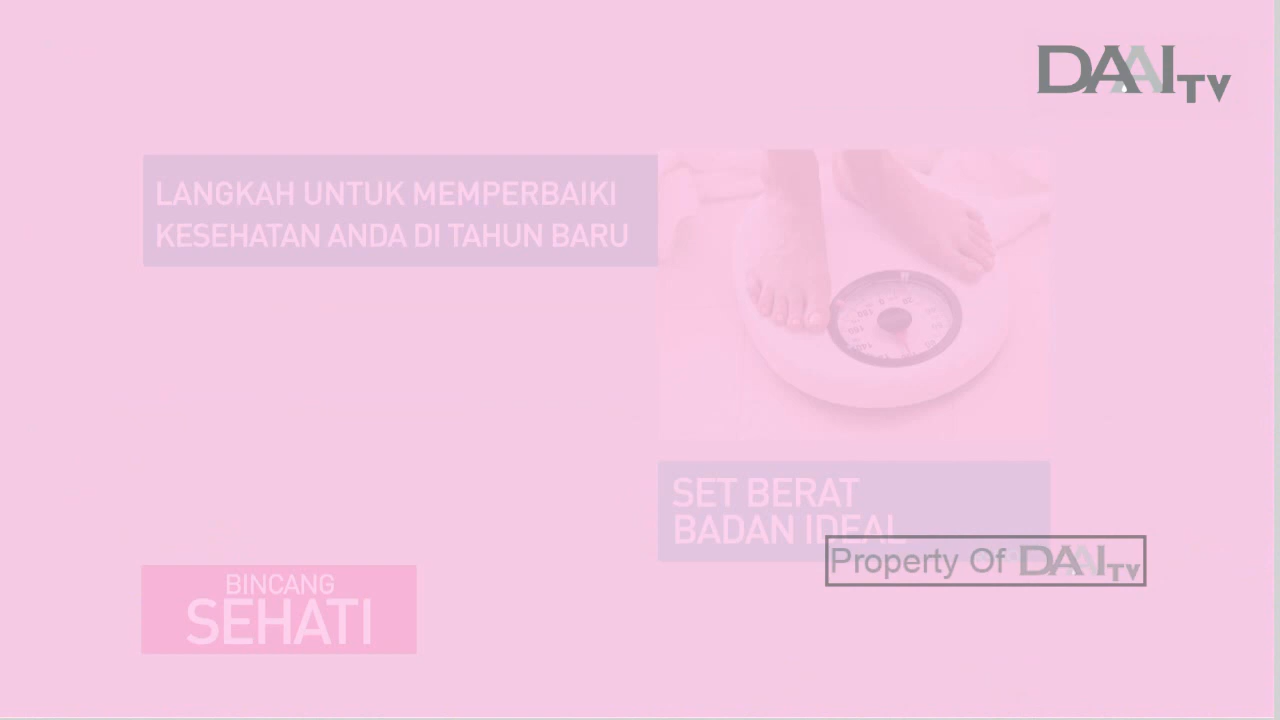 DAAI TV
LANGKAH UNTUK MEMPERBAIKI
KESEHATAN ANDA DI TAHUN BARU
SET BERAT
BADAN IDEAL
Property Of DAAI TV
BINCANG
SEHATI